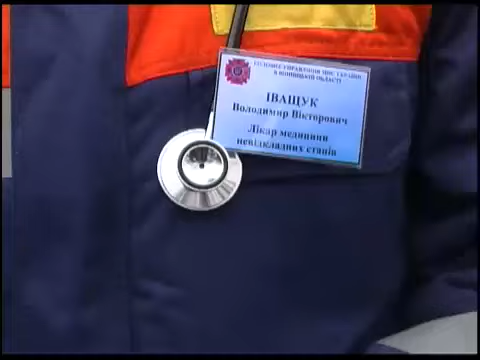 ГОЛОВНЕ УПРАВЛІННЯ МНС УКРАЇНИ
В ВІННИЦЬКІЙ ОБЛАСТІ
ІВАЩУК
Володимир Вікторович
Лікар медицини
невідкладних станів